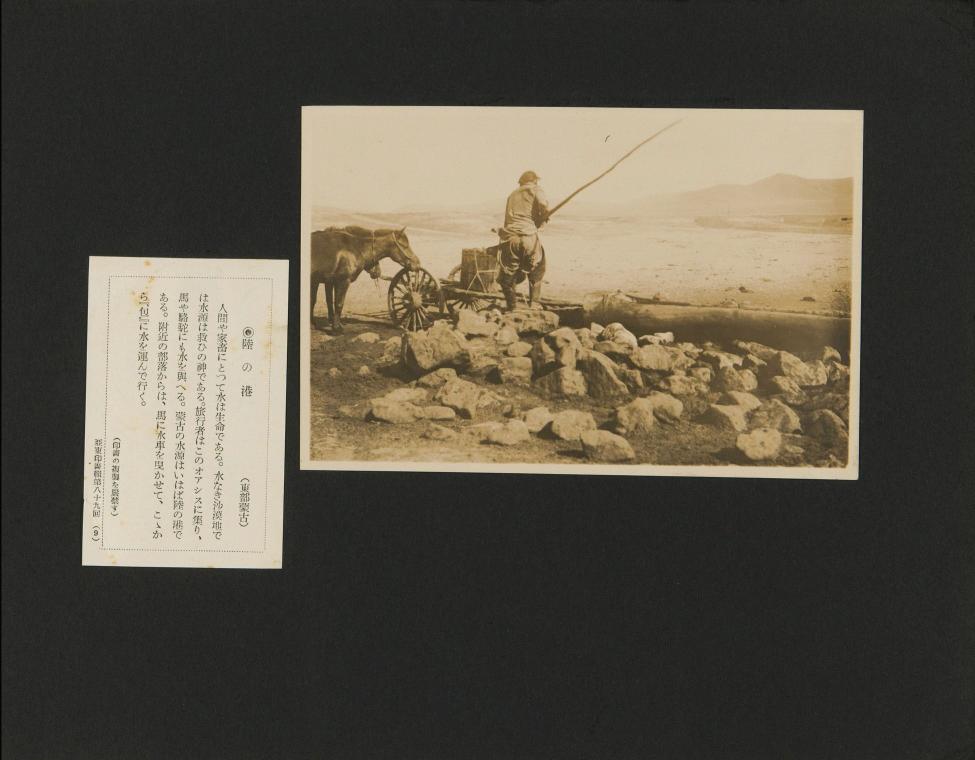 ◉陸の港
(東部蒙古)
人間や家畜にとつて水は生命である。水なき沙漠地で
は水源は救ひの神である。旅行者はこのオアシスに集り、
馬や駱駝にも水を與へる。蒙古の水源はいはば陸の港で
ある。附近の部落からは、馬に水車を曳かせて、こゝか
ら『包』に水を運んで行く。
(印畫の複製を嚴禁す)
亞東印畫輯第八十九回 (9)